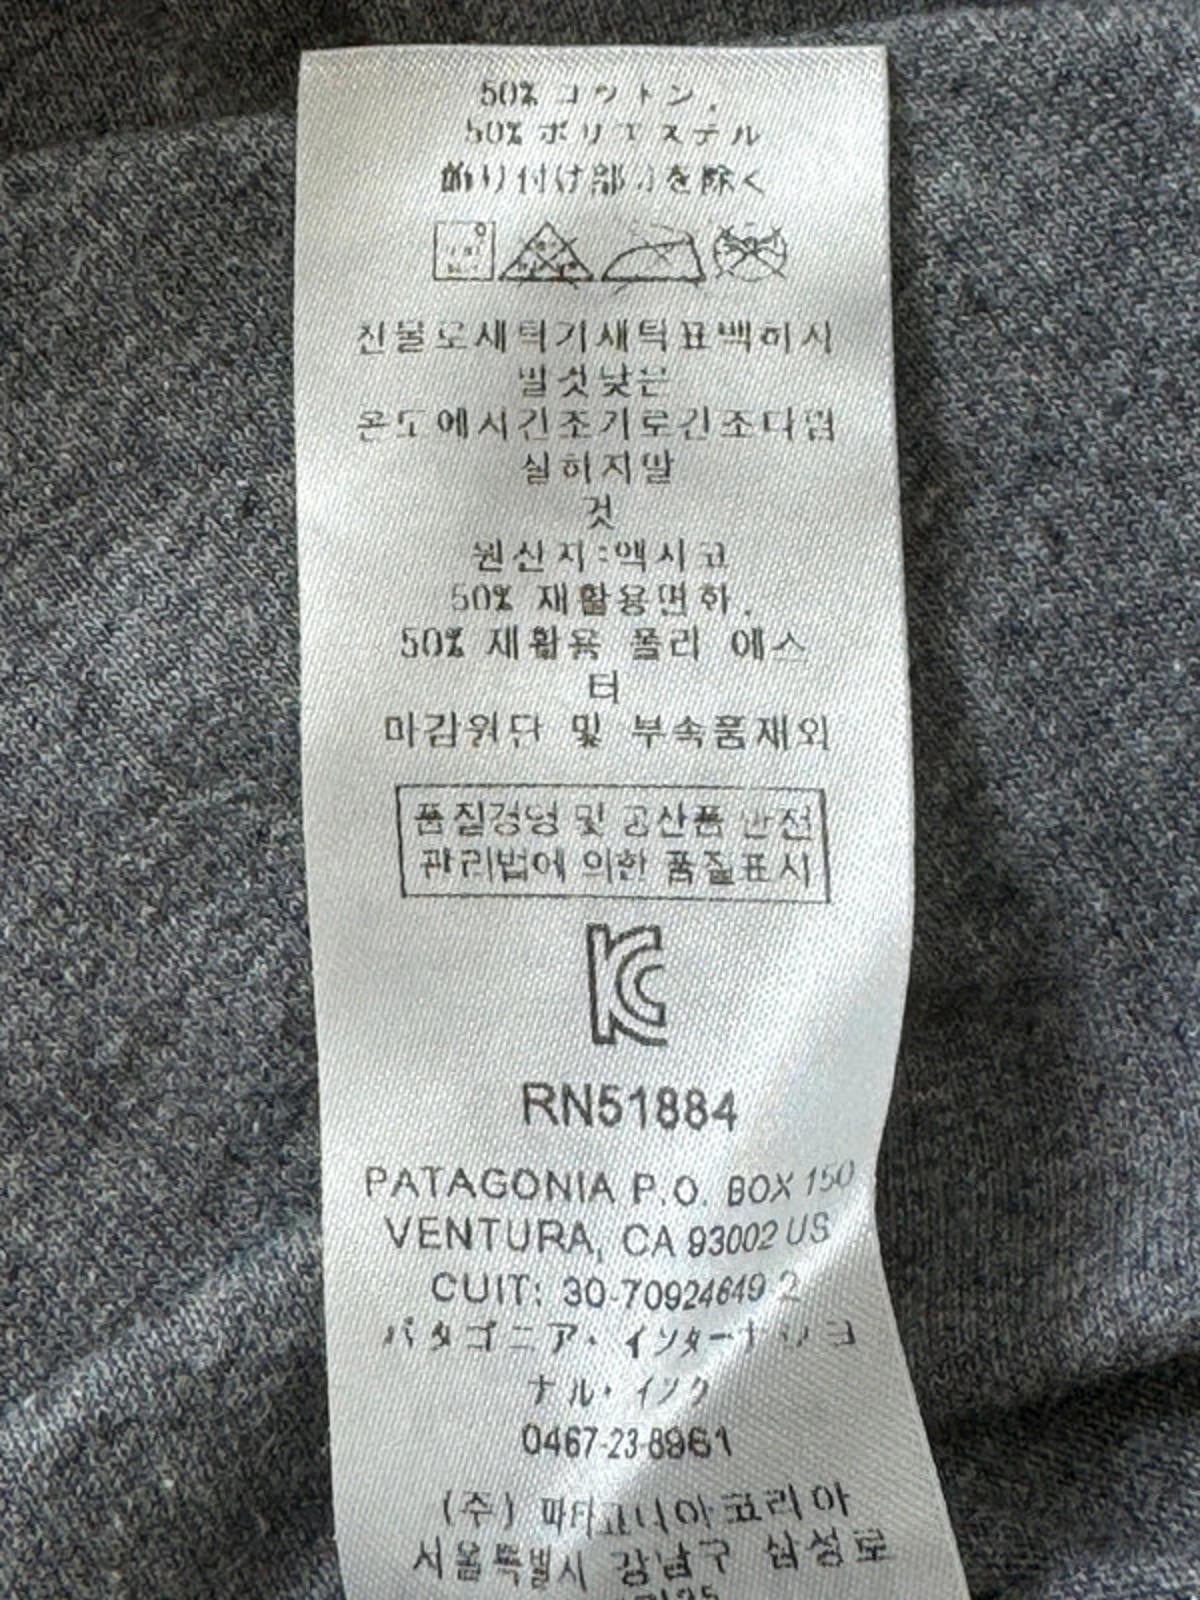 50% コットン.
50% ポリエステル
飾り付け部分を除く
찬물로세탁기세탁표백하지
말것낮은
온도에서건조기로건조다림
질하지말
것
원산지:멕시코
50% 재활용면화.
50% 재활용 폴리 에스
터
마감원단 및 부속품제외
품질경영 및 공산품 안전
관리법에 의한 품질표시
KC
RN51884
PATAGONIA P.O. BOX 150
VENTURA, CA 93002 US
CUIT: 30-70924649-2
パタゴニア・インターナショ
ナル・インク
0467-23-8961
(주) 파타고니아코리아
서울특별시 강남구 삼성로